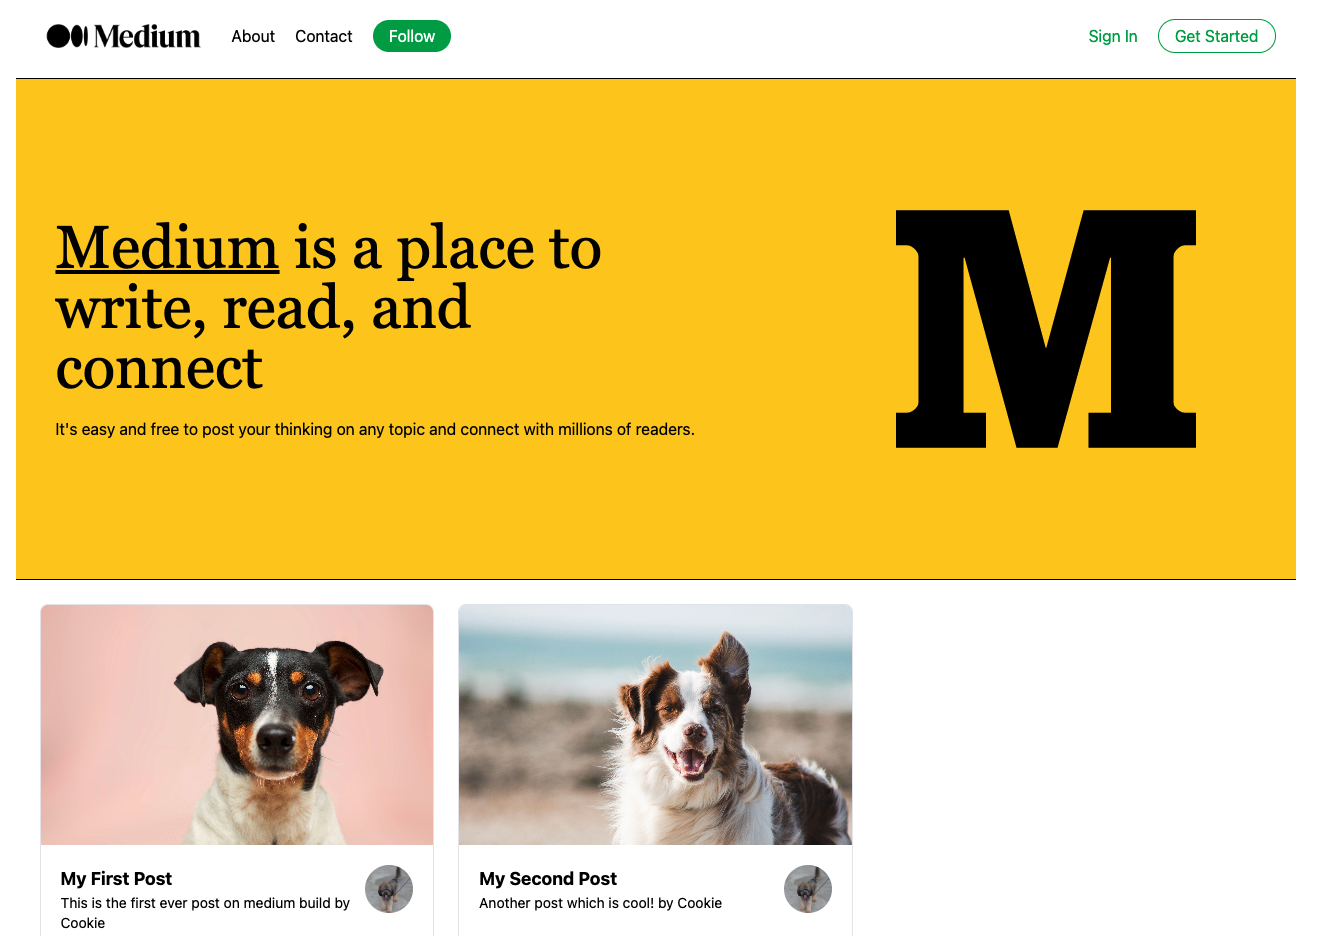 Medium About Contact Follow Sign In Get Started
Medium is a place to
write, read, and
connect
It's easy and free to post your thinking on any topic and connect with millions of readers.
M
My First Post
This is the first ever post on medium build by
Cookie
My Second Post
Another post which is cool! by Cookie